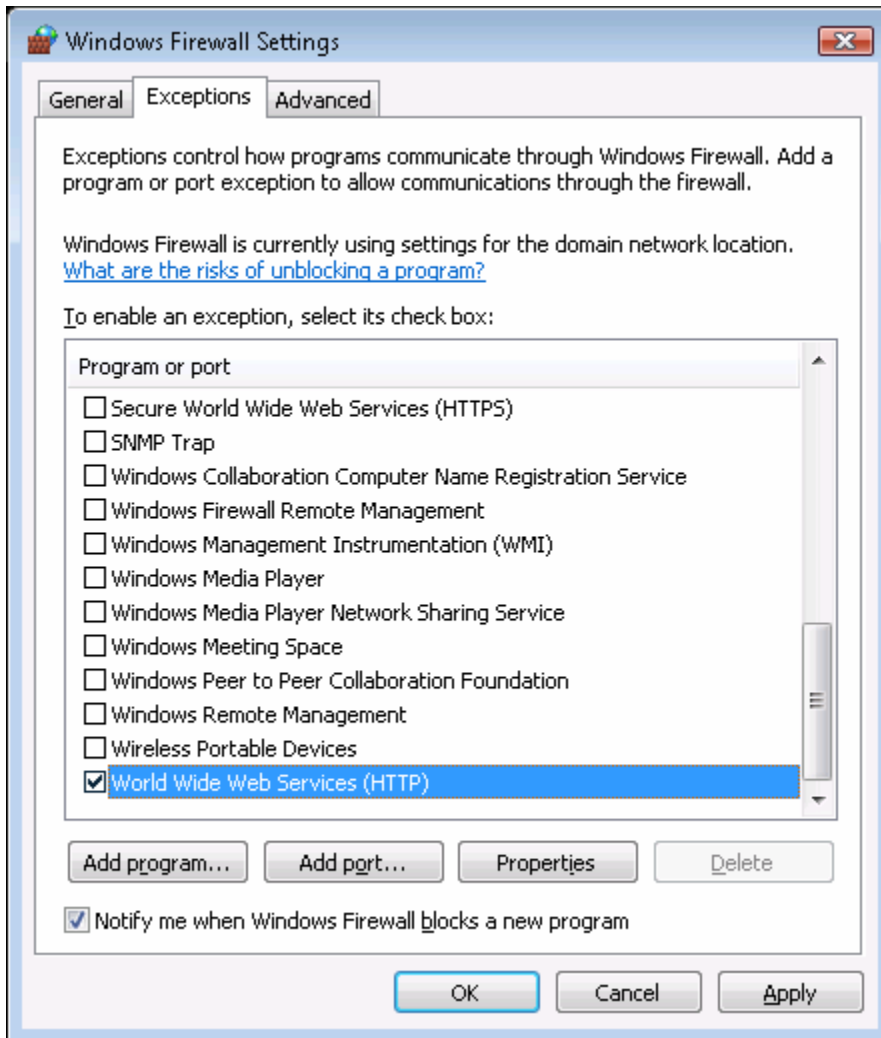 Windows Firewall Settings
General
Exceptions
Advanced
Exceptions control how programs communicate through Windows Firewall. Add a
program or port exception to allow communications through the firewall.
Windows Firewall is currently using settings for the domain network location.
What are the risks of unblocking a program?
To enable an exception, select its check box:
Program or port
Secure World Wide Web Services (HTTPS)
SNMP Trap
Windows Collaboration Computer Name Registration Service
Windows Firewall Remote Management
Windows Management Instrumentation (WMI)
Windows Media Player
Windows Media Player Network Sharing Service
Windows Meeting Space
Windows Peer to Peer Collaboration Foundation
Windows Remote Management
Wireless Portable Devices
World Wide Web Services (HTTP)
Add program...
Add port...
Properties
Delete
Notify me when Windows Firewall blocks a new program
OK
Cancel
Apply